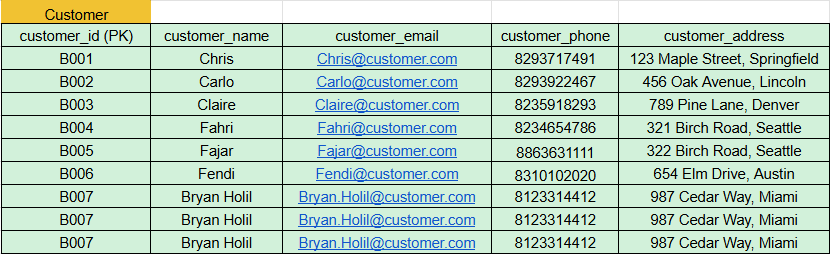 Customer
customer_id (PK) customer_name customer_email customer_phone customer_address
B001 Chris Chris@customer.com 8293717491 123 Maple Street, Springfield
B002 Carlo Carlo@customer.com 8293922467 456 Oak Avenue, Lincoln
B003 Claire Claire@customer.com 8235918293 789 Pine Lane, Denver
B004 Fahri Fahri@customer.com 8234654786 321 Birch Road, Seattle
B005 Fajar Fajar@customer.com 8863631111 322 Birch Road, Seattle
B006 Fendi Fendi@customer.com 8310102020 654 Elm Drive, Austin
B007 Bryan Holil Bryan.Holil@customer.com 8123314412 987 Cedar Way, Miami
B007 Bryan Holil Bryan.Holil@customer.com 8123314412 987 Cedar Way, Miami
B007 Bryan Holil Bryan.Holil@customer.com 8123314412 987 Cedar Way, Miami